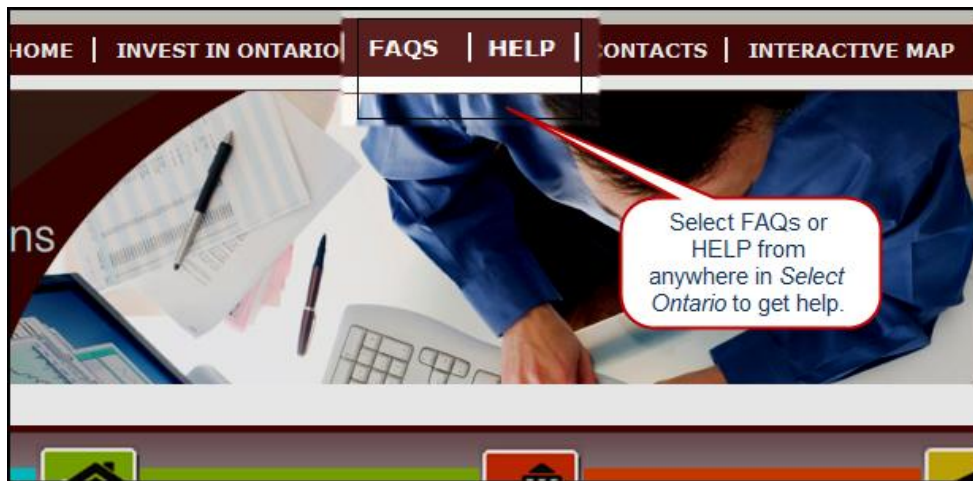 HOME | INVEST IN ONTARIO FAQS | HELP | ONTACTS | INTERACTIVE MAP
ns
Select FAQs or
HELP from
anywhere in Select
Ontario to get help.